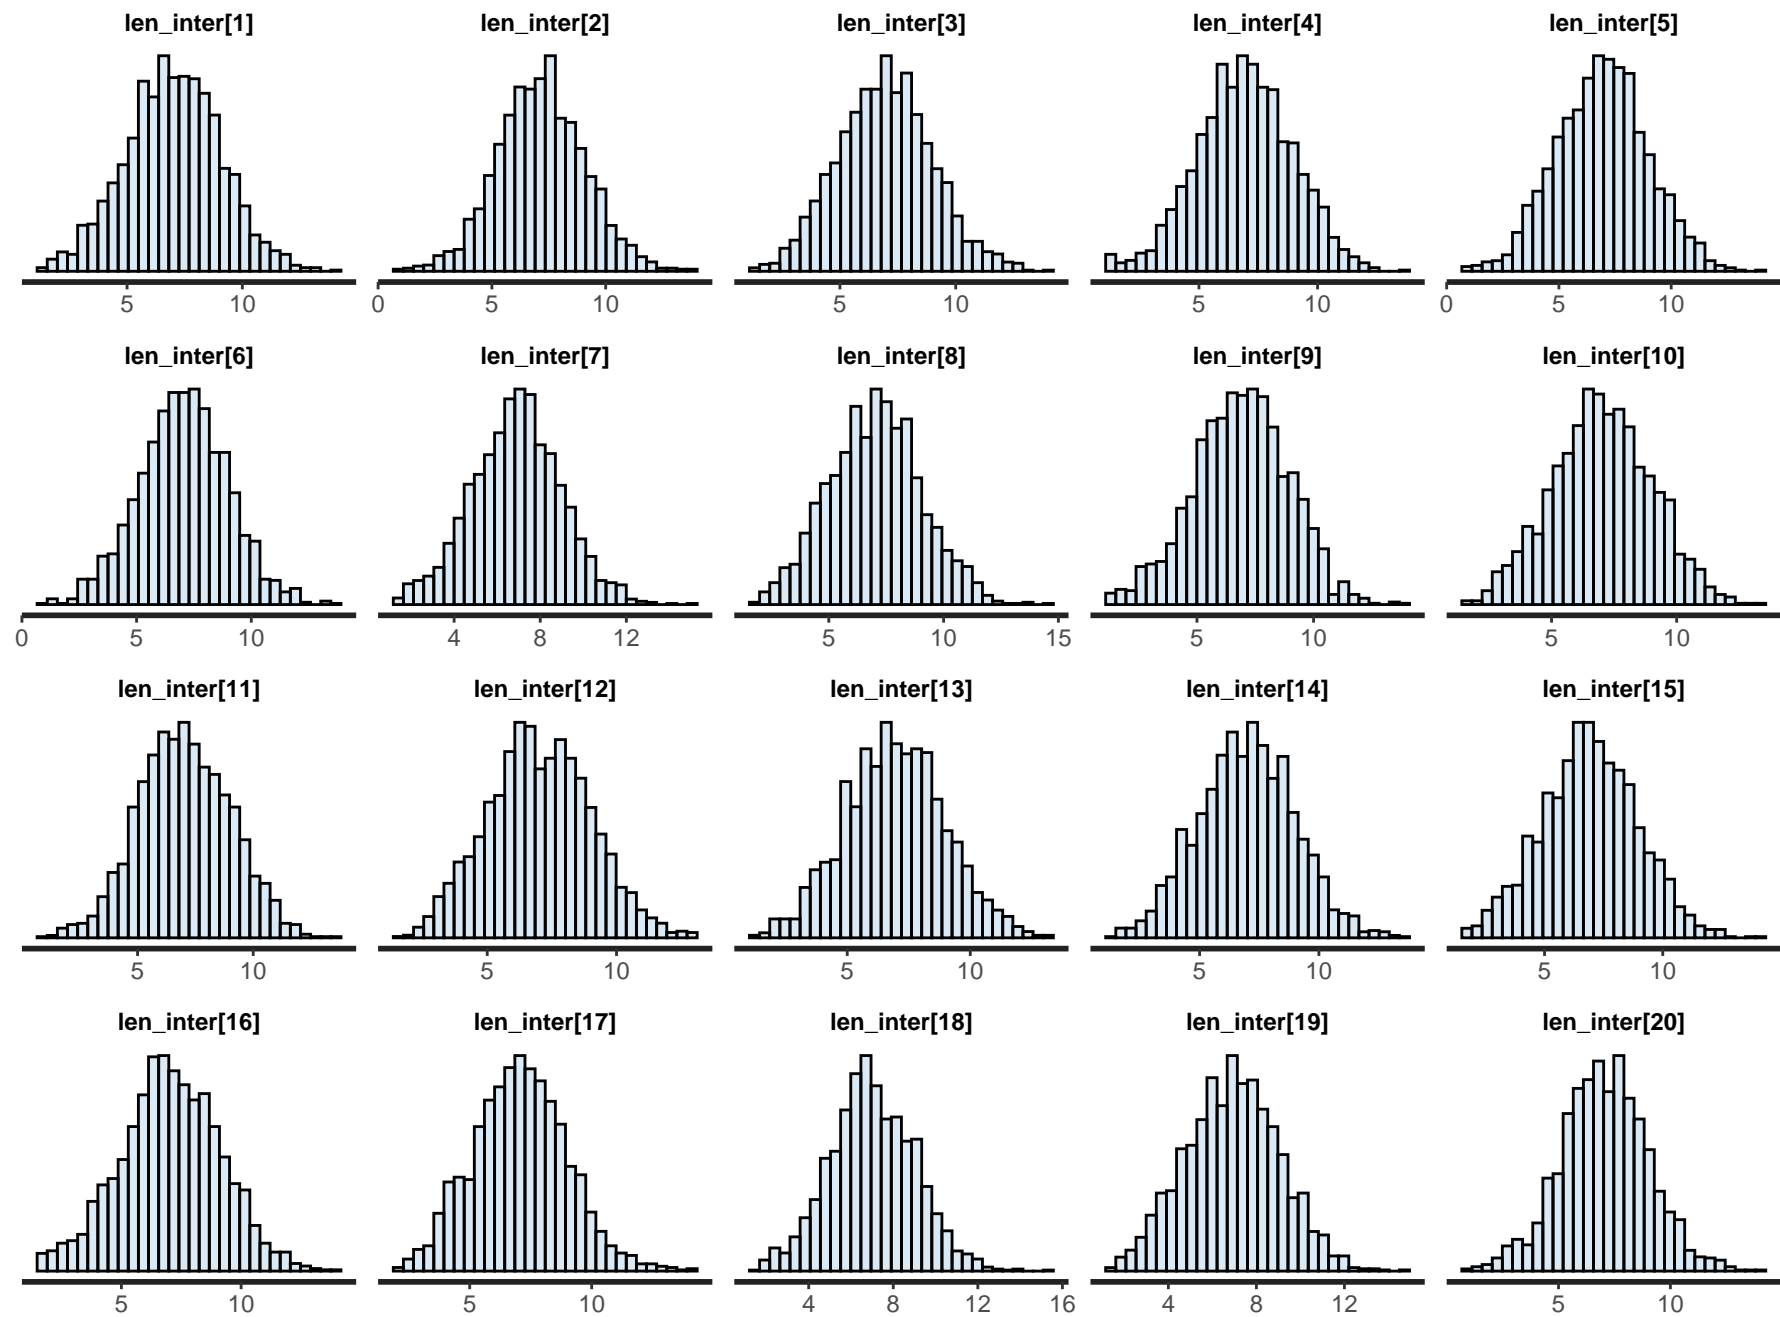 len_inter[1] len_inter[2] len_inter[3] len_inter[4] len_inter[5]
5 10 0 5 10 5 10 5 10 0 5 10
len_inter[6] len_inter[7] len_inter[8] len_inter[9] len_inter[10]
0 5 10 4 8 12 5 10 15 5 10 5 10
len_inter[11] len_inter[12] len_inter[13] len_inter[14] len_inter[15]
5 10 5 10 5 10 5 10 5 10
len_inter[16] len_inter[17] len_inter[18] len_inter[19] len_inter[20]
5 10 5 10 4 8 12 16 4 8 12 5 10